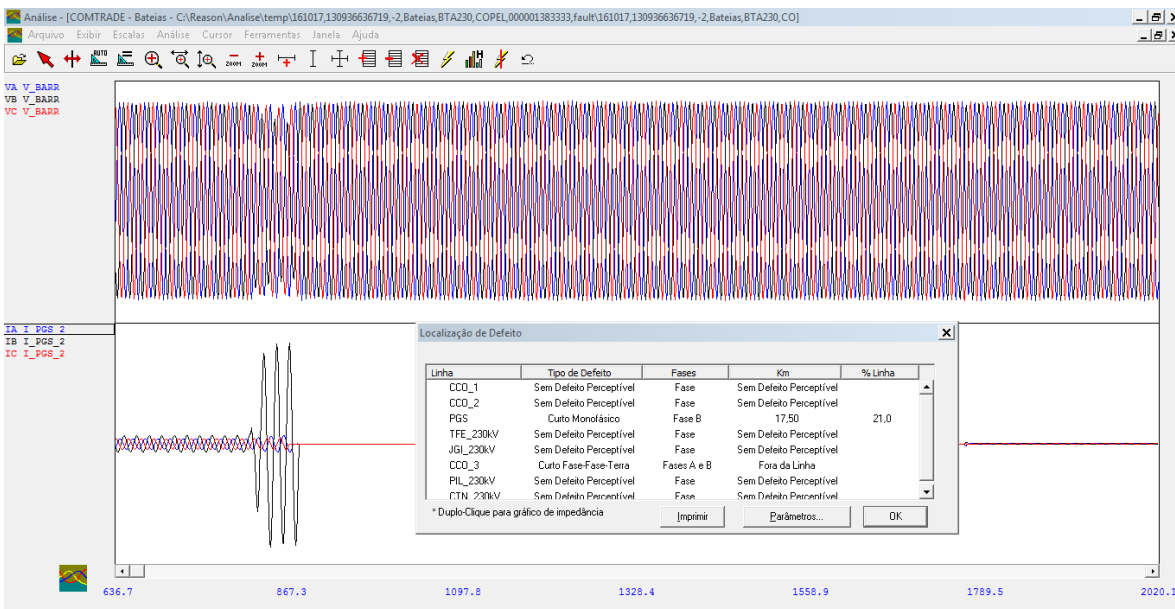 Análise - [COMTRADE - Bateias - C:\Reason\Analise\temp\161017,130936636719,-2,Bateias,BTA230,COPEL,000001383333,fault\161017,130936636719,-2,Bateias,BTA230,CO]
Arquivo Exibir Escalas Análise Cursor Ferramentas Janela Ajuda
AUTO ZOOM ZOOM H
VA V_BARR
VB V_BARR
VC V_BARR
IA I_PGS_2
IB I_PGS_2
IC I_PGS_2
Localização de Defeito
Linha Tipo de Defeito Fases Km % Linha
CCO_1 Sem Defeito Perceptível Fase Sem Defeito Perceptível
CCO_2 Sem Defeito Perceptível Fase Sem Defeito Perceptível
PGS Curto Monofásico Fase B 17,50 21,0
TFE_230kV Sem Defeito Perceptível Fase Sem Defeito Perceptível
JGI_230kV Sem Defeito Perceptível Fase Sem Defeito Perceptível
CCO_3 Curto Fase-Fase-Terra Fases A e B Fora da Linha
PIL_230kV Sem Defeito Perceptível Fase Sem Defeito Perceptível
CTN_230kV Sem Defeito Perceptível Fase Sem Defeito Perceptível
* Duplo-Clique para gráfico de impedância Imprimir Parâmetros... OK
636.7 867.3 1097.8 1328.4 1558.9 1789.5 2020.1